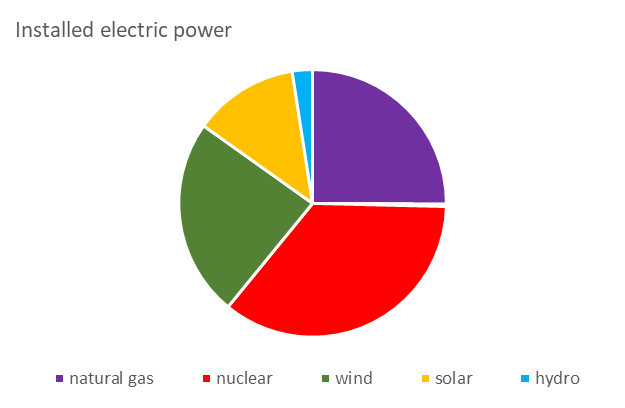 Installed electric power
natural gas nuclear wind solar hydro